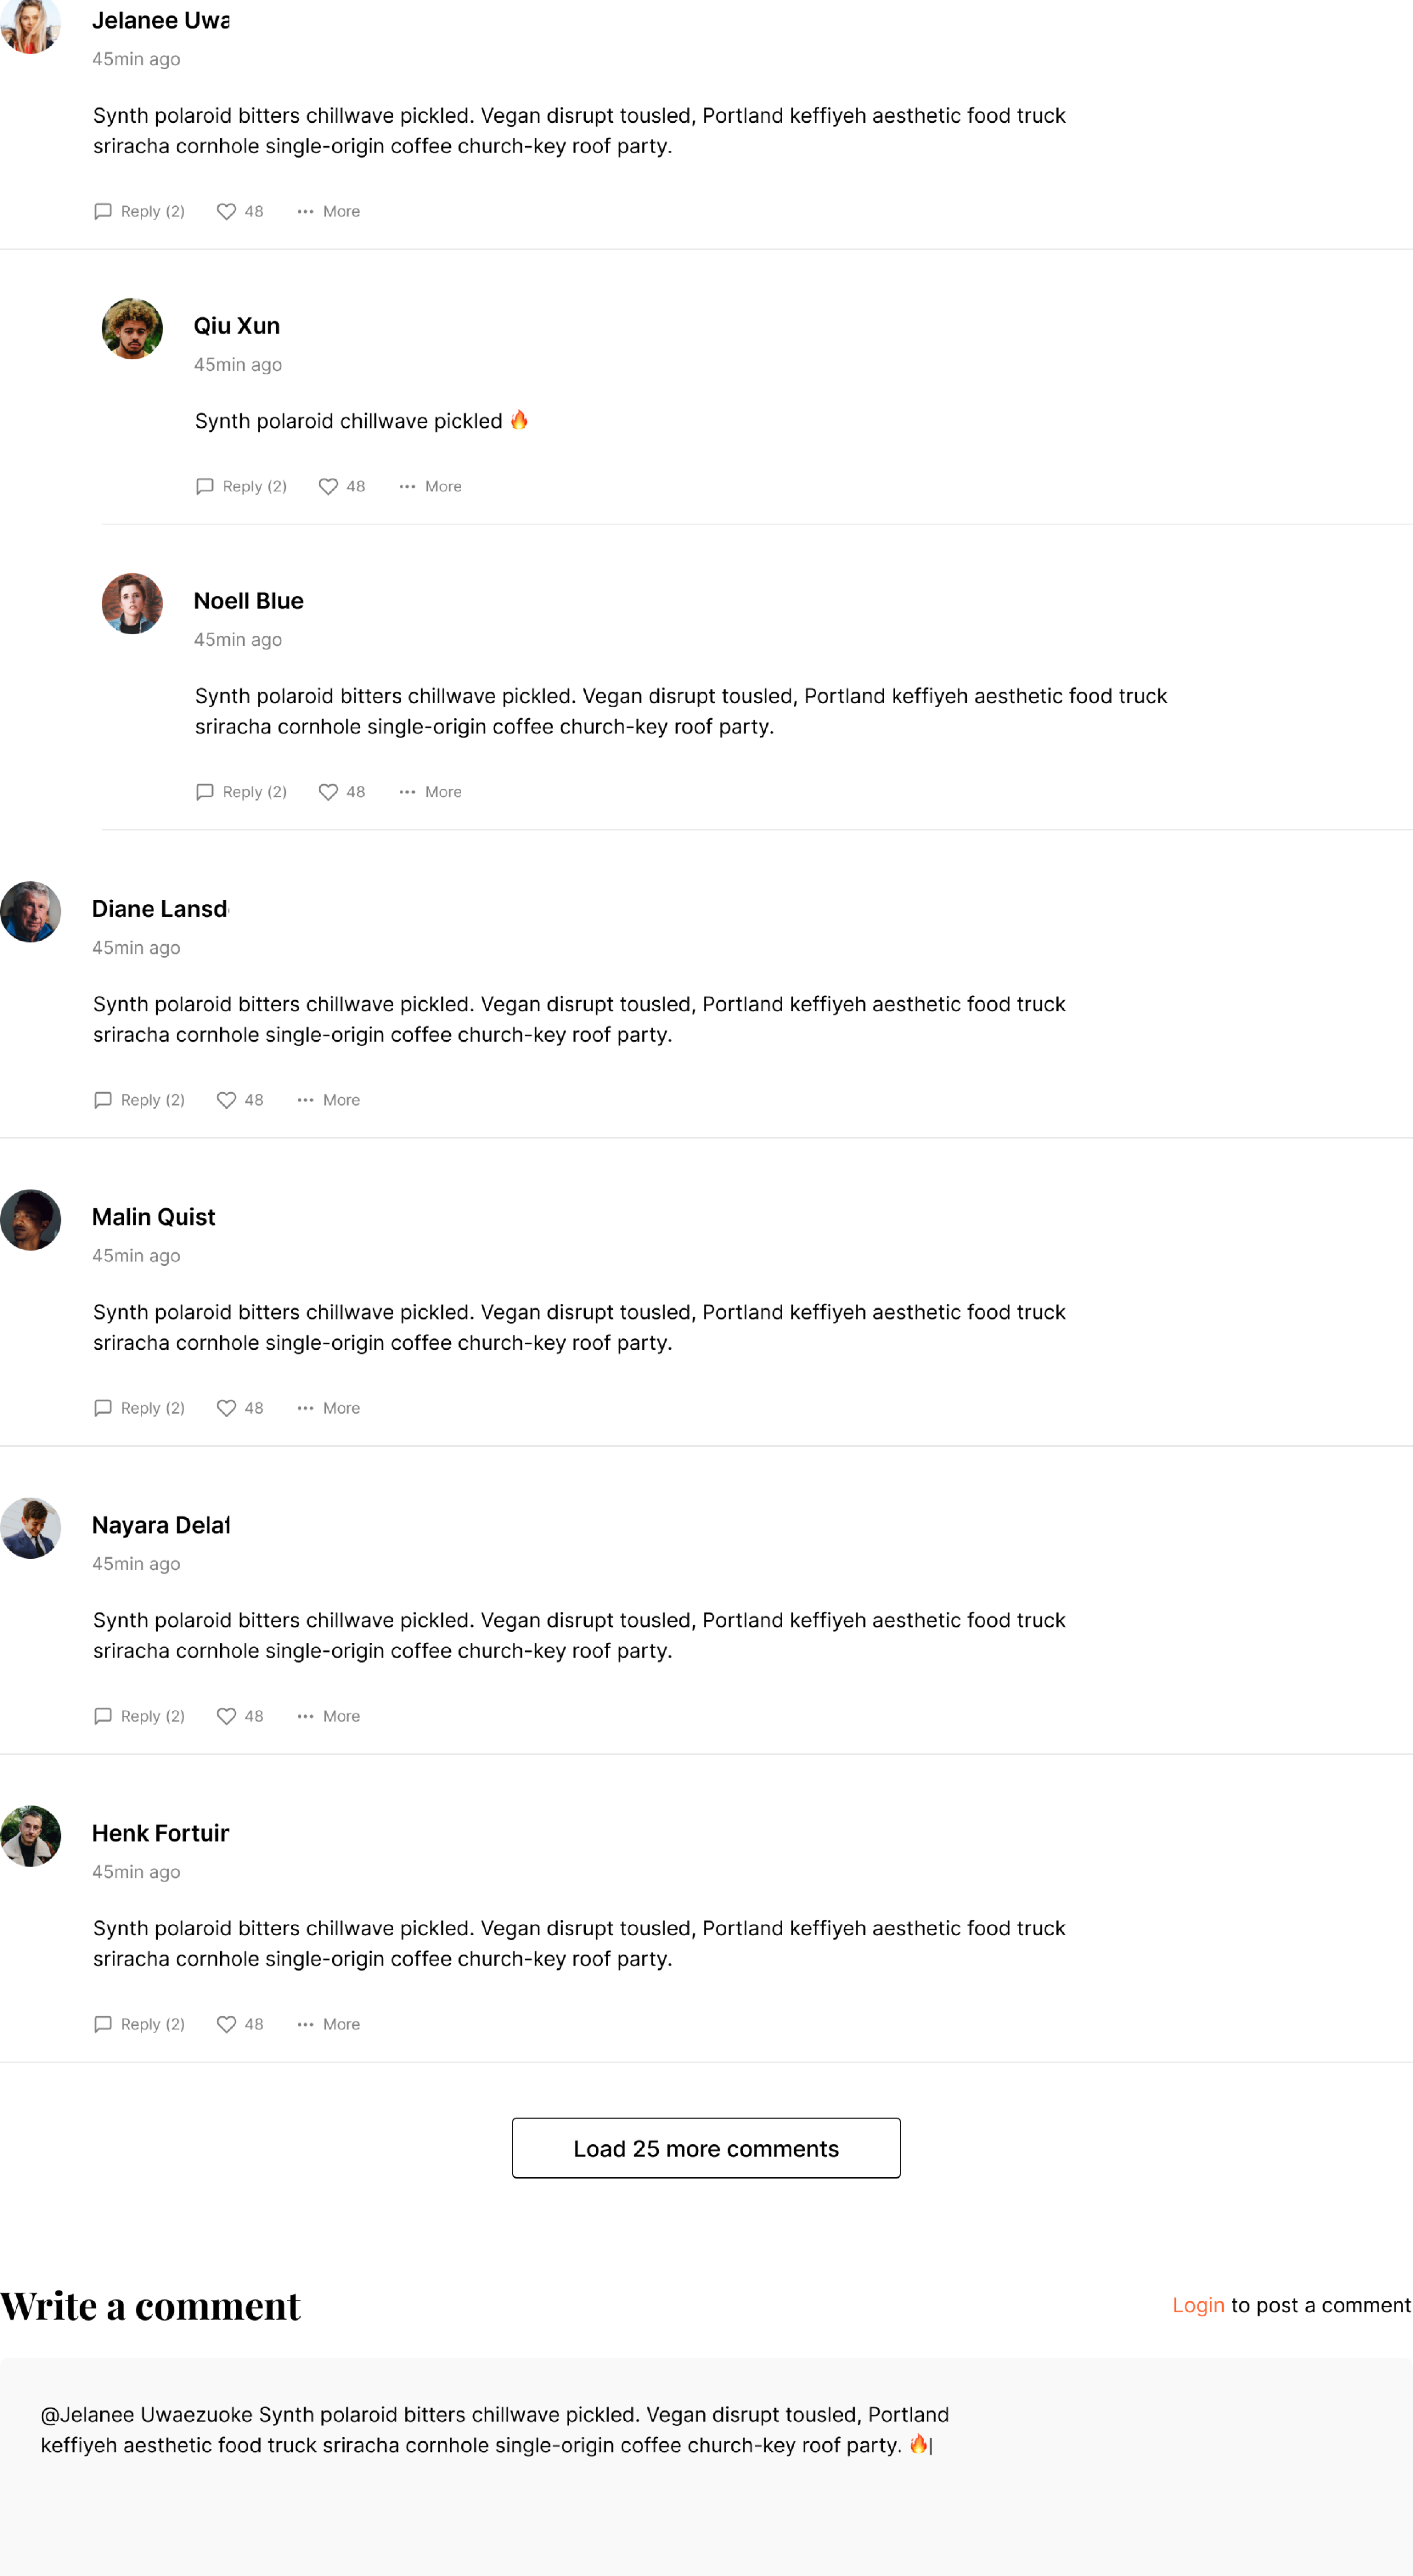 Jelanee
45min ago
Synth polaroid bitters chillwave pickled. Vegan disrupt tousled, Portland keffiyeh aesthetic food truck
sriracha cornhole single-origin coffee church-key roof party.
Reply (2) 48 ••• More
Qiu Xun
45min ago
Synth polaroid chillwave pickled 🔥
Reply (2) 48 ••• More
Noell Blue
45min ago
Synth polaroid bitters chillwave pickled. Vegan disrupt tousled, Portland keffiyeh aesthetic food truck
sriracha cornhole single-origin coffee church-key roof party.
Reply (2) 48 ••• More
Diane
45min ago
Synth polaroid bitters chillwave pickled. Vegan disrupt tousled, Portland keffiyeh aesthetic food truck
sriracha cornhole single-origin coffee church-key roof party.
Reply (2) 48 ••• More
Malin Quist
45min ago
Synth polaroid bitters chillwave pickled. Vegan disrupt tousled, Portland keffiyeh aesthetic food truck
sriracha cornhole single-origin coffee church-key roof party.
Reply (2) 48 ••• More
Nayara
45min ago
Synth polaroid bitters chillwave pickled. Vegan disrupt tousled, Portland keffiyeh aesthetic food truck
sriracha cornhole single-origin coffee church-key roof party.
Reply (2) 48 ••• More
Henk
45min ago
Synth polaroid bitters chillwave pickled. Vegan disrupt tousled, Portland keffiyeh aesthetic food truck
sriracha cornhole single-origin coffee church-key roof party.
Reply (2) 48 ••• More
Load 25 more comments
Write a comment
Login to post a comment
@Jelanee Uwaezuoke Synth polaroid bitters chillwave pickled. Vegan disrupt tousled, Portland
keffiyeh aesthetic food truck sriracha cornhole single-origin coffee church-key roof party. 🔥|